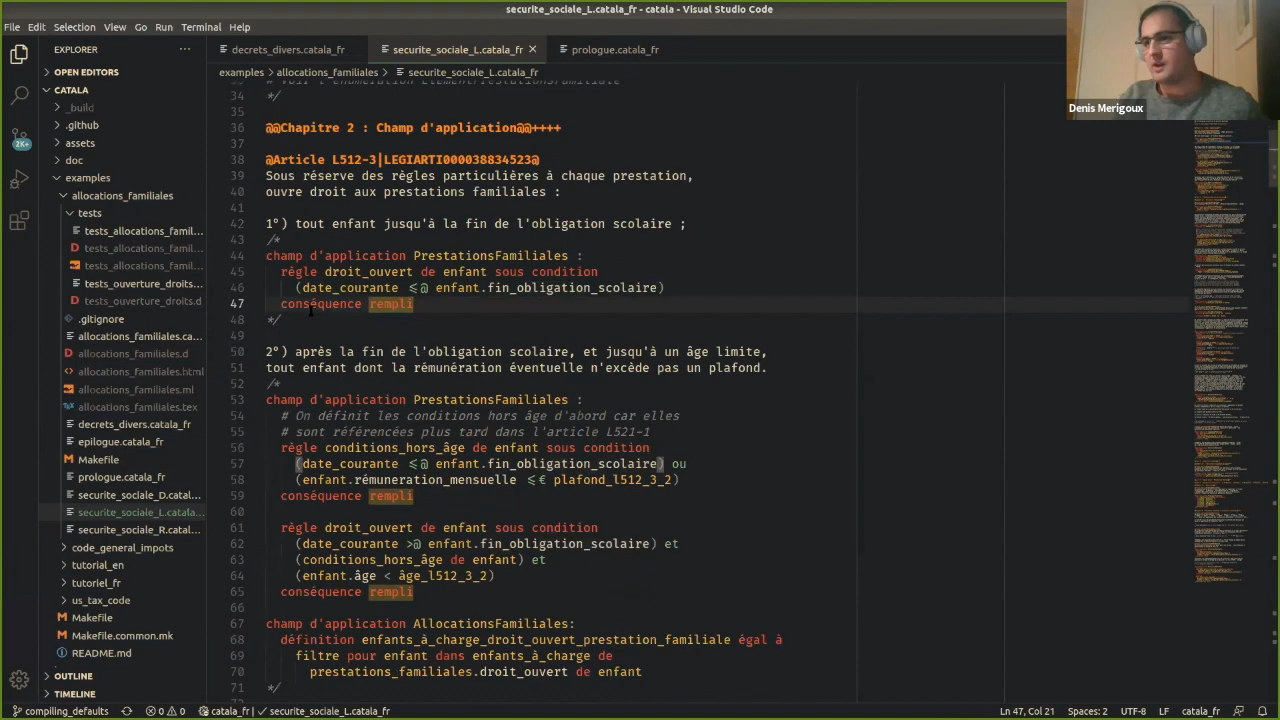 securite_sociale_L.catala_fr - catala - Visual Studio Code
File Edit Selection View Go Run Terminal Help
EXPLORER ···
decrets_divers.catala_fr
securite_sociale_L.catala_fr ×
prologue.catala_fr
examples > allocations_familiales > securite_sociale_L.catala_fr
Denis Merigoux
OPEN EDITORS
CATALA
_build
.github
assets
doc
examples
allocations_familiales
tests
tests_allocations_famil...
D tests_allocations_famil...
tests_allocations_famil...
tests_ouverture_droits...
D tests_ouverture_droits.d
.gitignore
allocations_familiales.ca...
D allocations_familiales.d
allocations_familiales.html
allocations_familiales.ml
allocations_familiales.tex
decrets_divers.catala_fr
epilogue.catala_fr
Makefile
prologue.catala_fr
securite_sociale_D.catal...
securite_sociale_L.catala...
securite_sociale_R.catal...
code_general_impots
tutorial_en
tutoriel_fr
us_tax_code
Makefile
Makefile.common.mk
README.md
OUTLINE
TIMELINE
2K+
34 */
35
36 @@Chapitre 2 : Champ d'application@@++++
37
38 @Article L512-3|LEGIARTI000038834523@
39 Sous réserve des règles particulières à chaque prestation,
40 ouvre droit aux prestations familiales :
41
42 1°) tout enfant jusqu'à la fin de l'obligation scolaire ;
43 /*
44 champ d'application PrestationsFamiliales :
45 règle droit_ouvert de enfant sous condition
46 (date_courante <=@ enfant.fin_obligation_scolaire)
47 conséquence rempli
48 */
49
50 2°) après la fin de l'obligation scolaire, et jusqu'à un âge limite,
51 tout enfant dont la rémunération éventuelle n'excède pas un plafond.
52 /*
53 champ d'application PrestationsFamiliales :
54 # On définit les conditions hors âge d'abord car elles
55 # sont référencées plus tard dans l'article L521-1
56 règle conditions_hors_âge de enfant sous condition
57 (date_courante <=@ enfant.fin_obligation_scolaire) ou
58 (enfant.rémunération_mensuelle <=€ plafond_l512_3_2)
59 conséquence rempli
60
61 règle droit_ouvert de enfant sous condition
62 (date_courante >@ enfant.fin_obligation_scolaire) et
63 (conditions_hors_âge de enfant) et
64 (enfant.âge < âge_l512_3_2)
65 conséquence rempli
66
67 champ d'application AllocationsFamiliales:
68 définition enfants_à_charge_droit_ouvert_prestation_familiale égal à
69 filtre pour enfant dans enfants_à_charge de
70 prestations_familiales.droit_ouvert de enfant
71 */
compiling_defaults 0 0 catala_fr securite_sociale_L.catala_fr Ln 47, Col 21 Spaces: 2 UTF-8 LF catala_fr